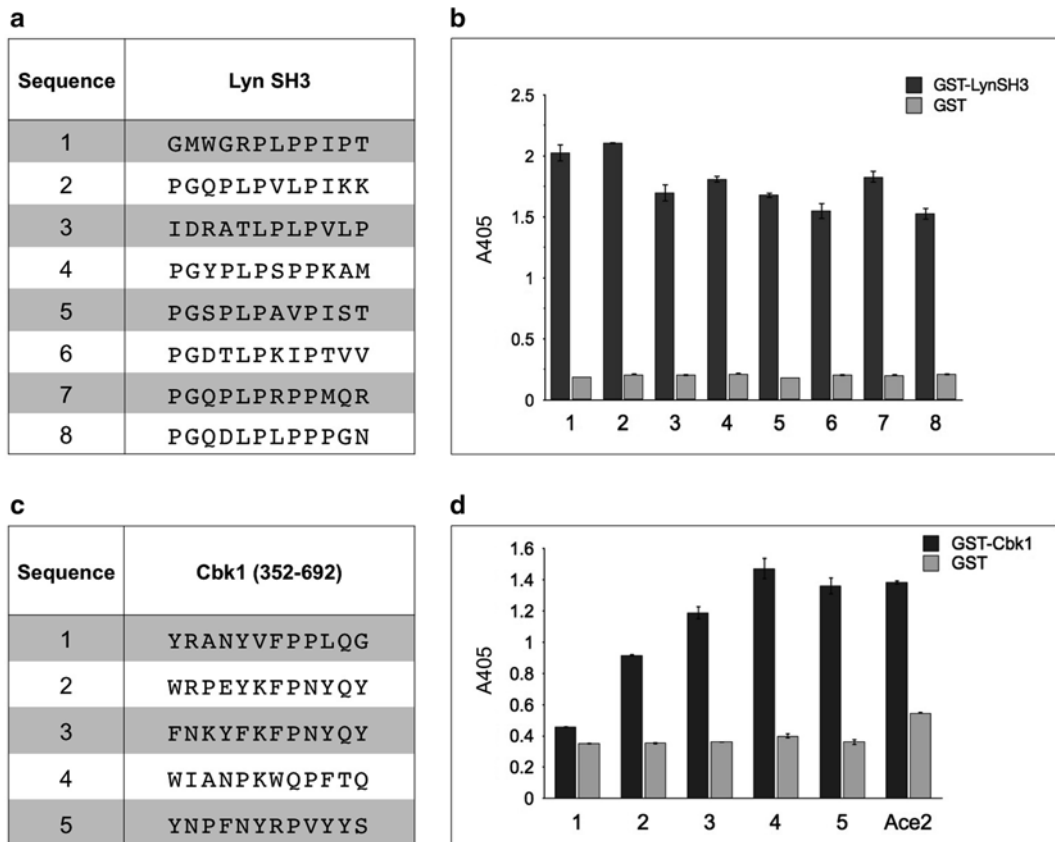 a
Sequence Lyn SH3
1 GMWGRPLPPIPT
2 PGQPLPVLPIKK
3 IDRATLPLPVLP
4 PGYPLPSPPKAM
5 PGSPLPAVPIST
6 PGDTLPKIPTVV
7 PGQPLPRPPMQR
8 PGQDLPLPPPGN
b
GST-LynSH3
GST
2.5
2
1.5
1
0.5
0
A405
1 2 3 4 5 6 7 8
c
Sequence Cbk1 (352-692)
1 YRANYVFPPLQG
2 WRPEYKFPNYQY
3 FNKYFKFPNYQY
4 WIANPKWQPFTQ
5 YNPFNYRPVYYS
d
GST-Cbk1
GST
1.6
1.4
1.2
1
0.8
0.6
0.4
0.2
0
A405
1 2 3 4 5 Ace2